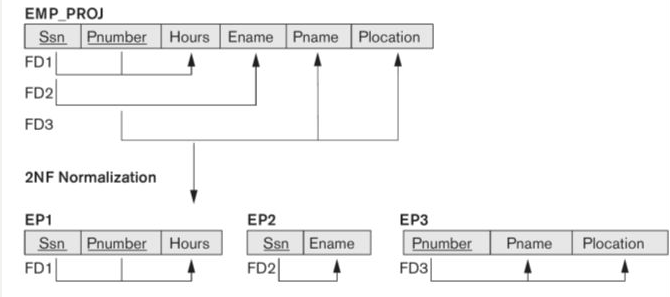 EMP_PROJ
Ssn Pnumber Hours Ename Pname Plocation
FD1
FD2
FD3
2NF Normalization
EP1 EP2 EP3
Ssn Pnumber Hours Ssn Ename Pnumber Pname Plocation
FD1 FD2 FD3